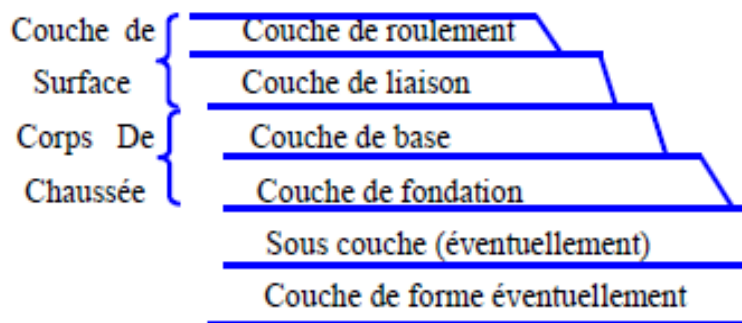 Couche de
Surface
Corps De
Chaussée
Couche de roulement
Couche de liaison
Couche de base
Couche de fondation
Sous couche (éventuellement)
Couche de forme éventuellement